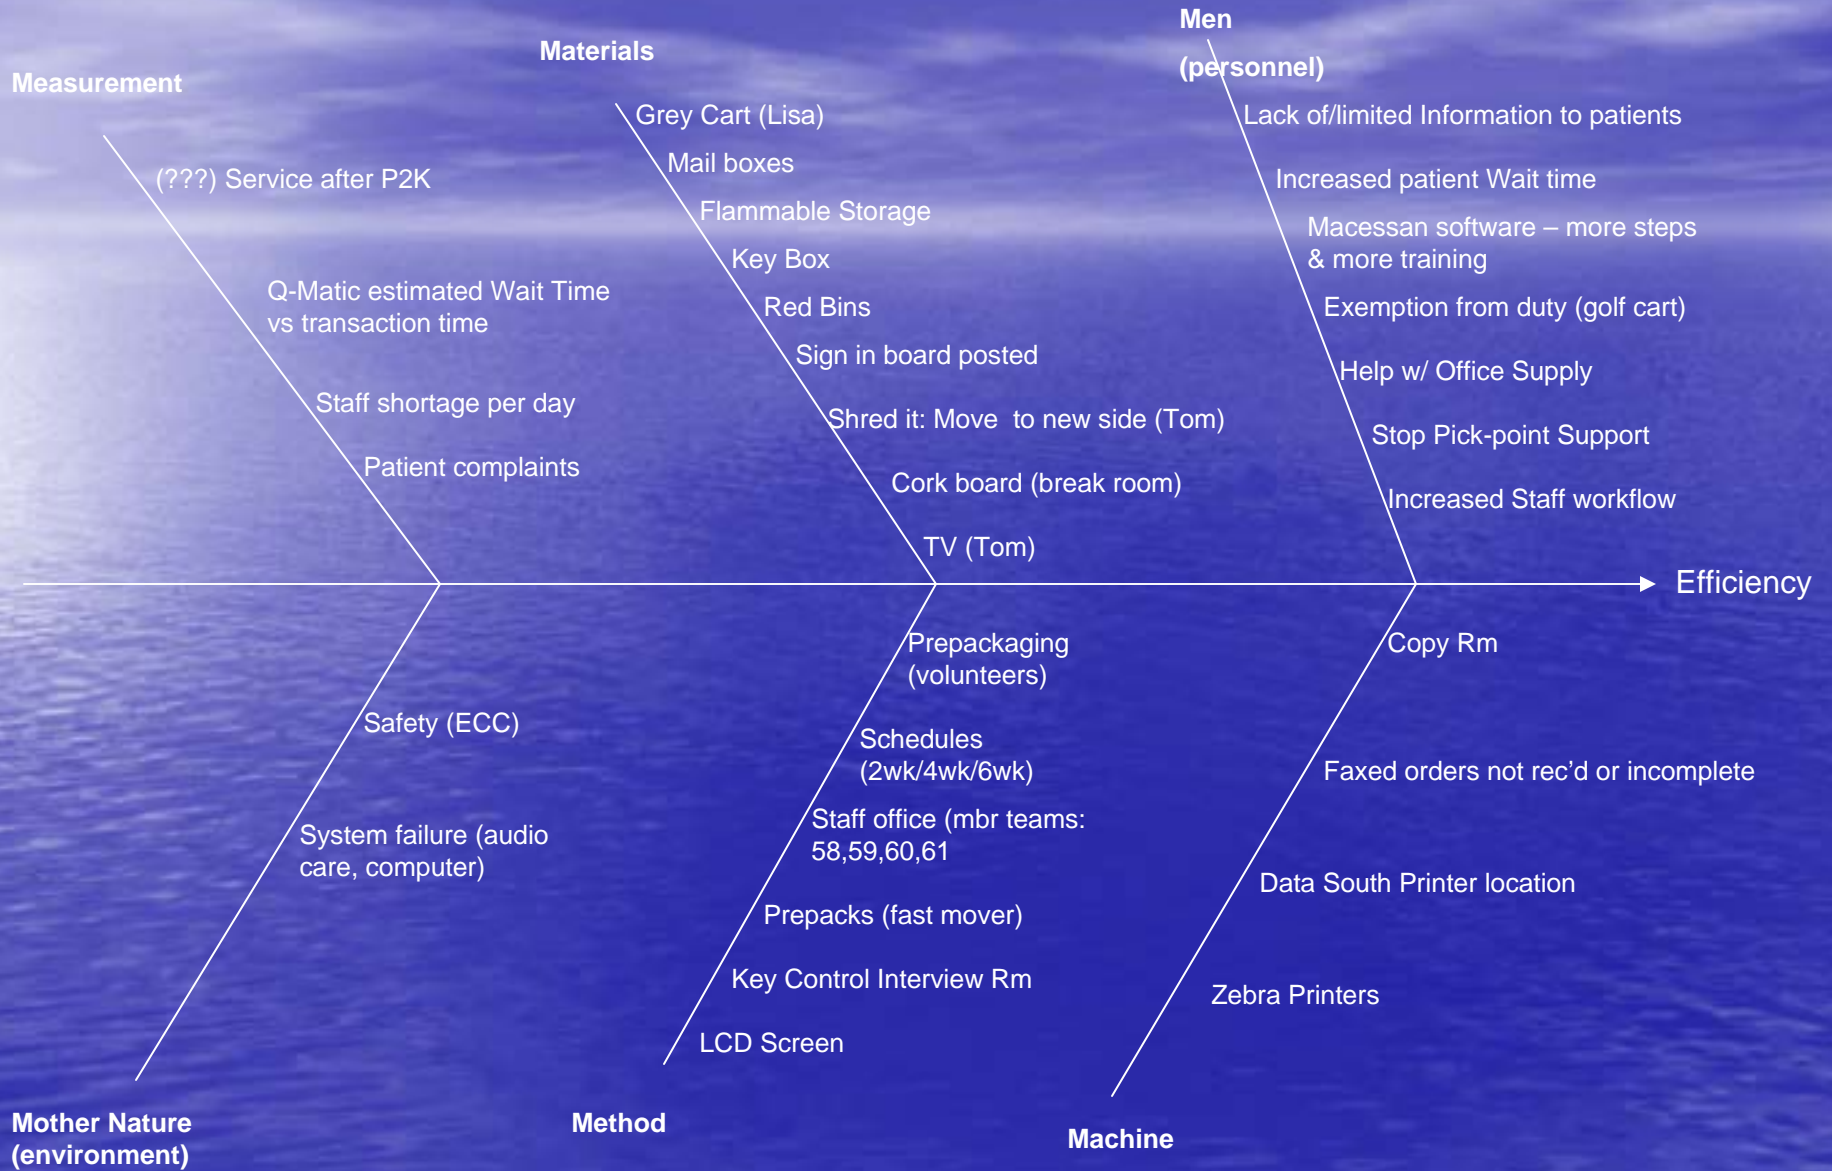 Measurement
(???) Service after P2K
Q-Matic estimated Wait Time
vs transaction time
Staff shortage per day
Patient complaints
Materials
Grey Cart (Lisa)
Mail boxes
Flammable Storage
Key Box
Red Bins
Sign in board posted
Shred it: Move to new side (Tom)
Cork board (break room)
TV (Tom)
Men
(personnel)
Lack of/limited Information to patients
Increased patient Wait time
Macessan software – more steps
& more training
Exemption from duty (golf cart)
Help w/ Office Supply
Stop Pick-point Support
Increased Staff workflow
Efficiency
Safety (ECC)
System failure (audio
care, computer)
Mother Nature
(environment)
Prepackaging
(volunteers)
Schedules
(2wk/4wk/6wk)
Staff office (mbr teams:
58,59,60,61
Prepacks (fast mover)
Key Control Interview Rm
LCD Screen
Method
Copy Rm
Faxed orders not rec’d or incomplete
Data South Printer location
Zebra Printers
Machine